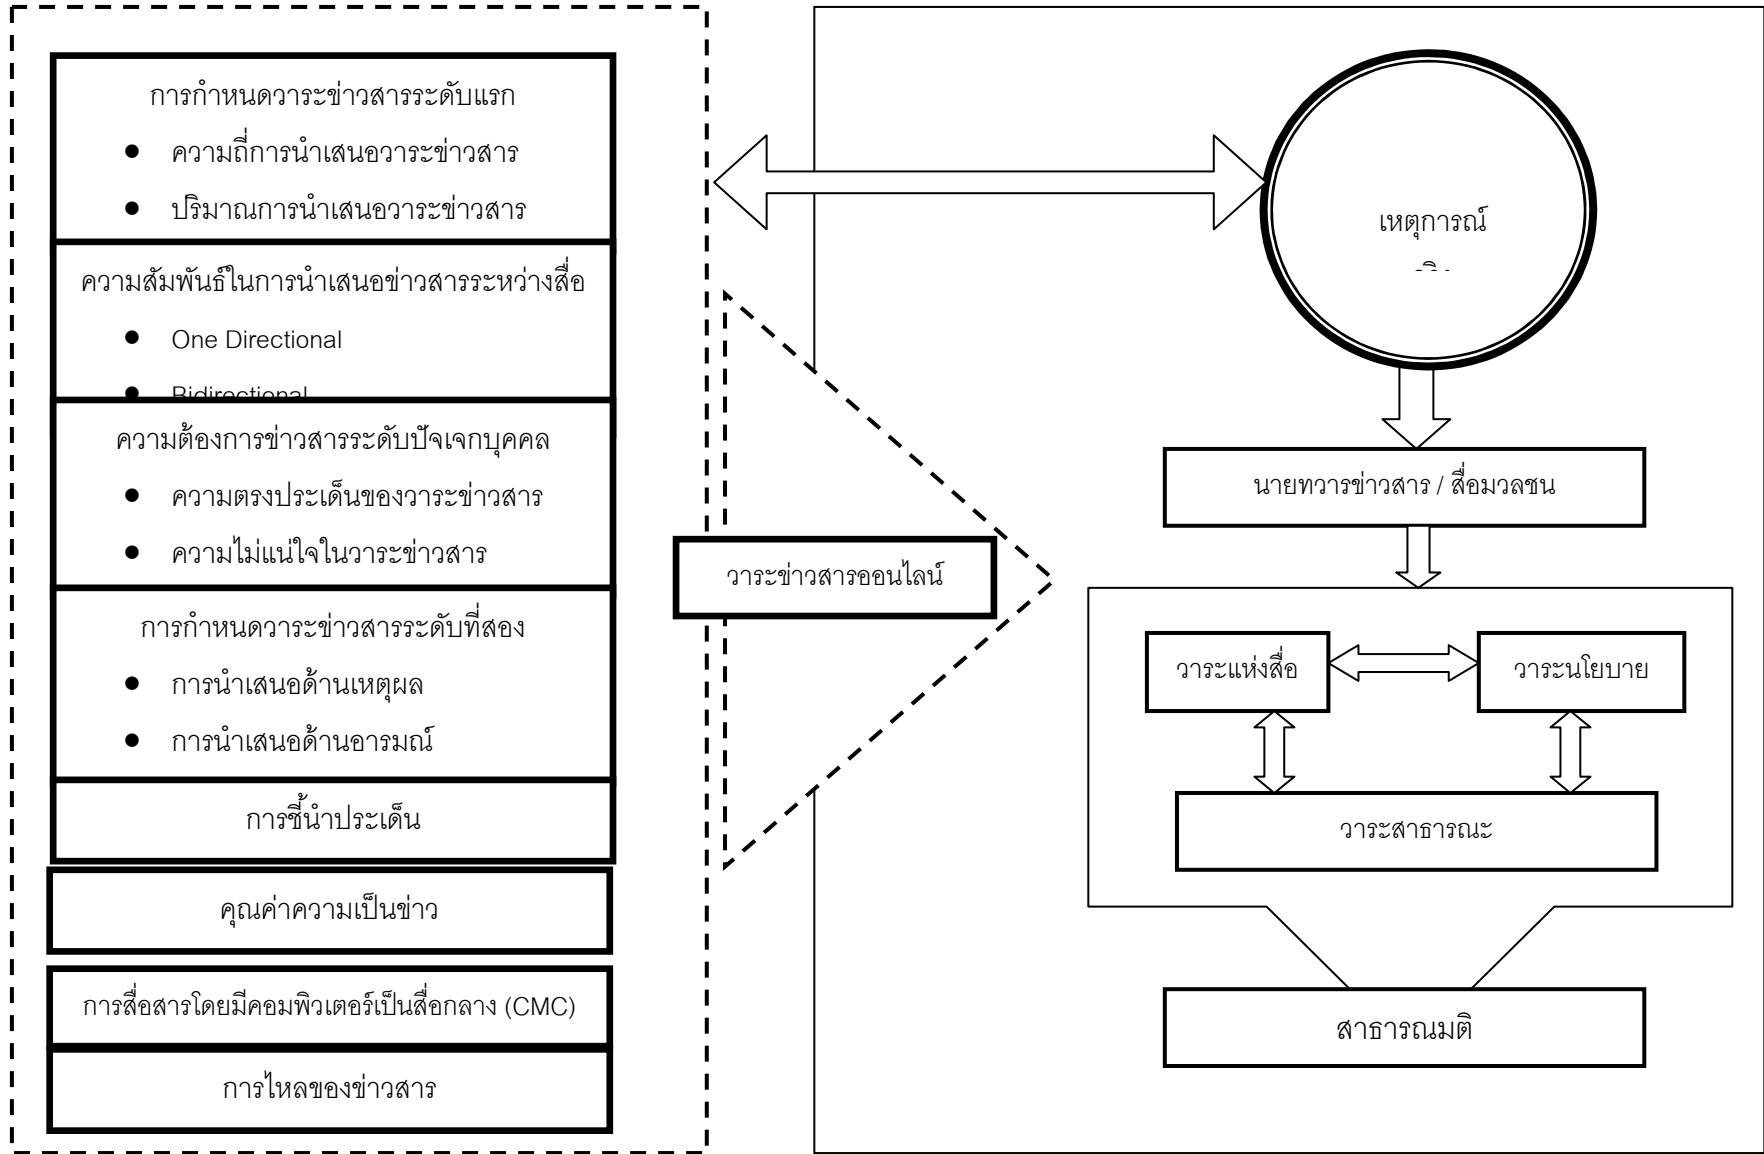 การกำหนดวาระข่าวสารระดับแรก
● ความถี่การนำเสนอวาระข่าวสาร
● ปริมาณการนำเสนอวาระข่าวสาร
ความสัมพันธ์ในการนำเสนอข่าวสารระหว่างสื่อ
● One Directional
● Bidirectional
ความต้องการข่าวสารระดับปัจเจกบุคคล
● ความตรงประเด็นของวาระข่าวสาร
● ความไม่แน่ใจในวาระข่าวสาร
การกำหนดวาระข่าวสารระดับที่สอง
● การนำเสนอด้านเหตุผล
● การนำเสนอด้านอารมณ์
การชี้นำประเด็น
คุณค่าความเป็นข่าว
การสื่อสารโดยมีคอมพิวเตอร์เป็นสื่อกลาง (CMC)
การไหลของข่าวสาร
วาระข่าวสารออนไลน์
เหตุการณ์
นายทวารข่าวสาร / สื่อมวลชน
วาระแห่งสื่อ
วาระนโยบาย
วาระสาธารณะ
สาธารณมติ